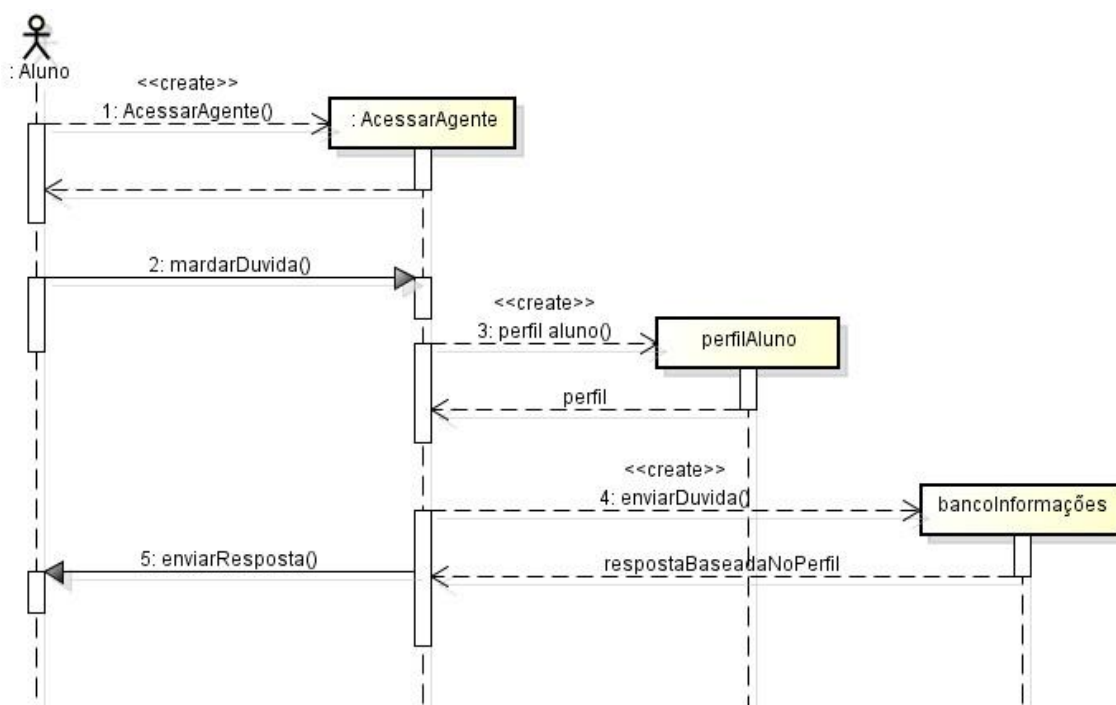 : Aluno
<<create>>
1: AcessarAgente()
: AcessarAgente
2: mardarDuvida()
<<create>>
3: perfil aluno()
perfilAluno
perfil
<<create>>
4: enviarDuvida()
bancoInformações
5: enviarResposta()
respostaBaseadaNoPerfil